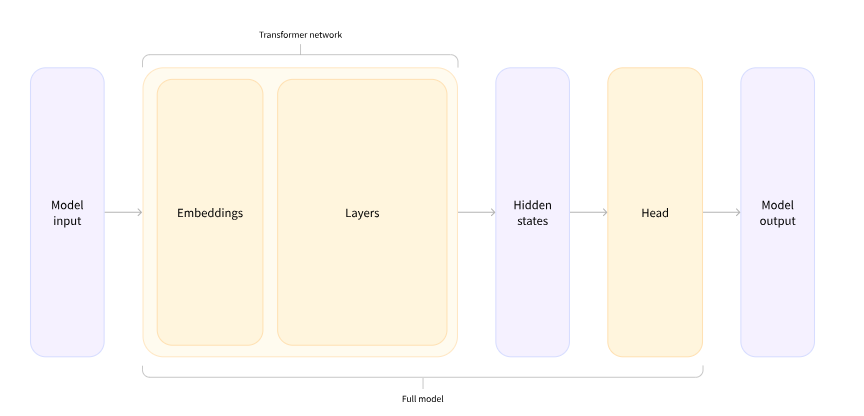 Transformer network
Model
input
Embeddings
Layers
Hidden
states
Head
Model
output
Full model